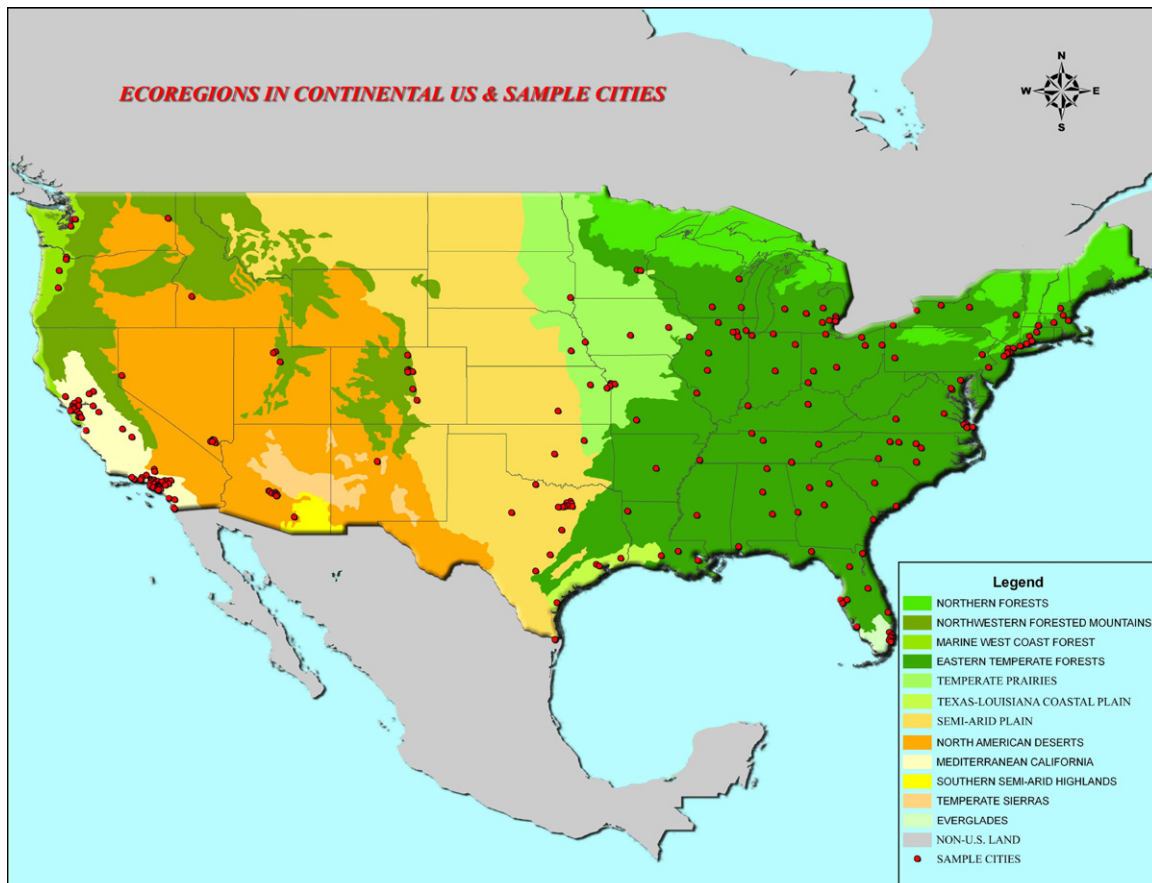 ECOREGIONS IN CONTINENTAL US & SAMPLE CITIES
N
W E
S
Legend
NORTHERN FORESTS
NORTHWESTERN FORESTED MOUNTAINS
MARINE WEST COAST FOREST
EASTERN TEMPERATE FORESTS
TEMPERATE PRAIRIES
TEXAS-LOUISIANA COASTAL PLAIN
SEMI-ARID PLAIN
NORTH AMERICAN DESERTS
MEDITERRANEAN CALIFORNIA
SOUTHERN SEMI-ARID HIGHLANDS
TEMPERATE SIERRAS
EVERGLADES
NON-U.S. LAND
SAMPLE CITIES